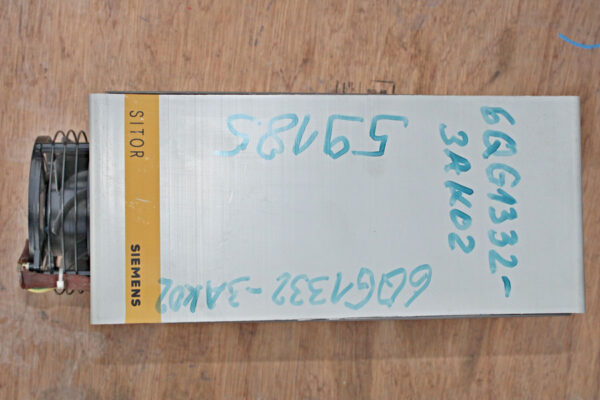 SITOR
SIEMENS
59185
6QG1332-
3AK02
6QG1332-3AK02